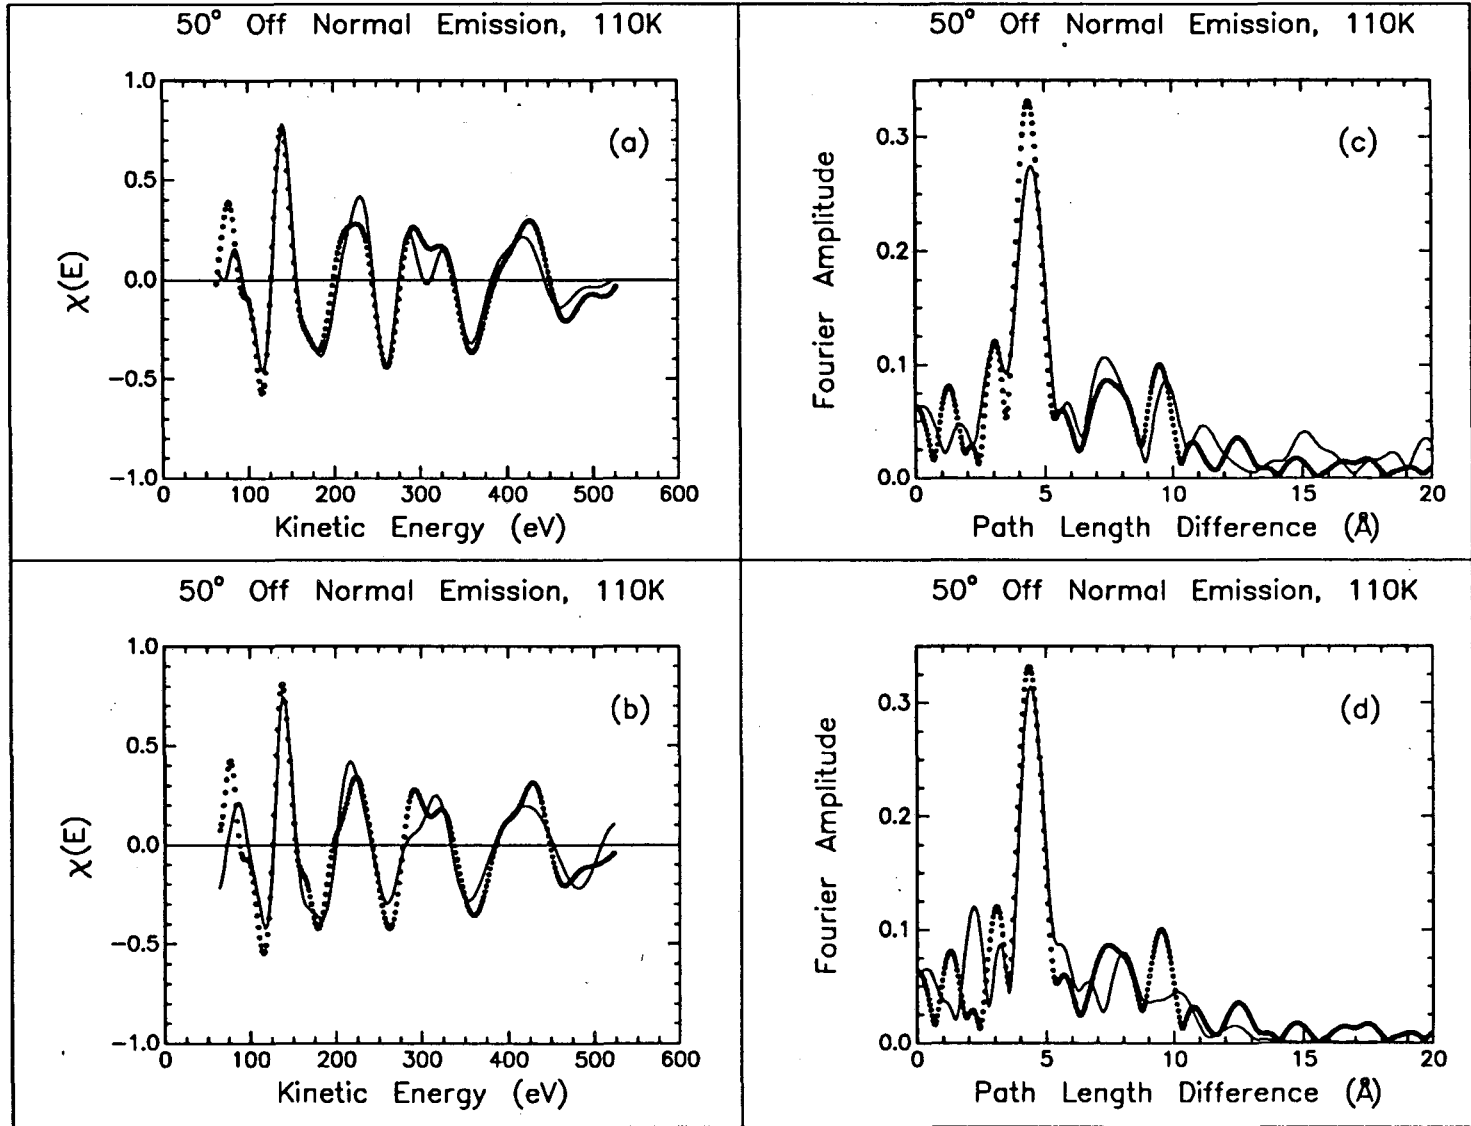 50° Off Normal Emission, 110K
1.0
0.5
0.0
−0.5
−1.0
χ(E)
(a)
0 100 200 300 400 500 600
Kinetic Energy (eV)
50° Off Normal Emission, 110K
0.3
0.2
0.1
0.0
Fourier Amplitude
(c)
0 5 10 15 20
Path Length Difference (Å)
50° Off Normal Emission, 110K
1.0
0.5
0.0
−0.5
−1.0
χ(E)
(b)
0 100 200 300 400 500 600
Kinetic Energy (eV)
50° Off Normal Emission, 110K
0.3
0.2
0.1
0.0
Fourier Amplitude
(d)
0 5 10 15 20
Path Length Difference (Å)